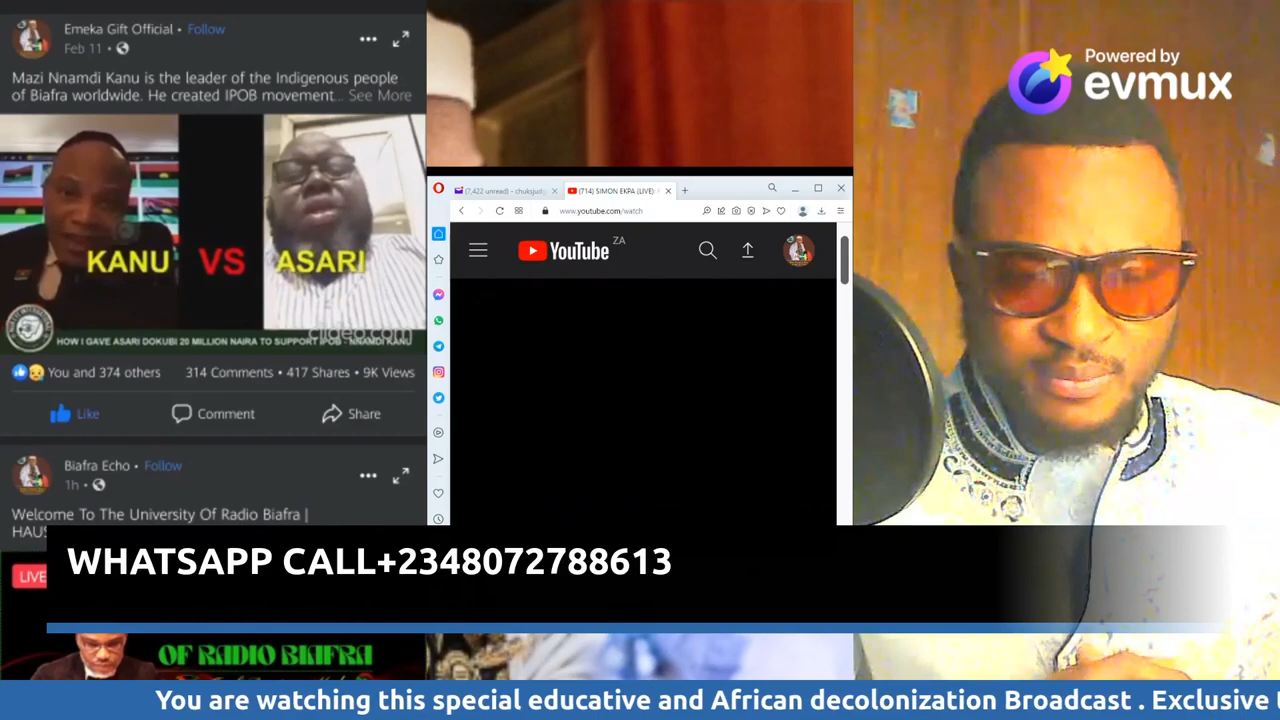 Emeka Gift Official • Follow
Feb 11 •
Mazi Nnamdi Kanu is the leader of the Indigenous people
of Biafra worldwide. He created IPOB movement... See More
KANU VS ASARI
clideo.com
HOW I GAVE ASARI DOKUBI 20 MILLION NAIRA TO SUPPORT IPOB - NNAMDI KANU
You and 374 others 314 Comments • 417 Shares • 9K Views
Like Comment Share
Biafra Echo • Follow
1h •
Welcome To The University Of Radio Biafra |
LIVE
OF RADIO BIAFRA
(7,422 unread) - chuksjud
(714) SIMON EKPA (LIVE):
www.youtube.com/watch
YouTube ZA
Powered by
evmux
WHATSAPP CALL+2348072788613
You are watching this special educative and African decolonization Broadcast . Exclusive